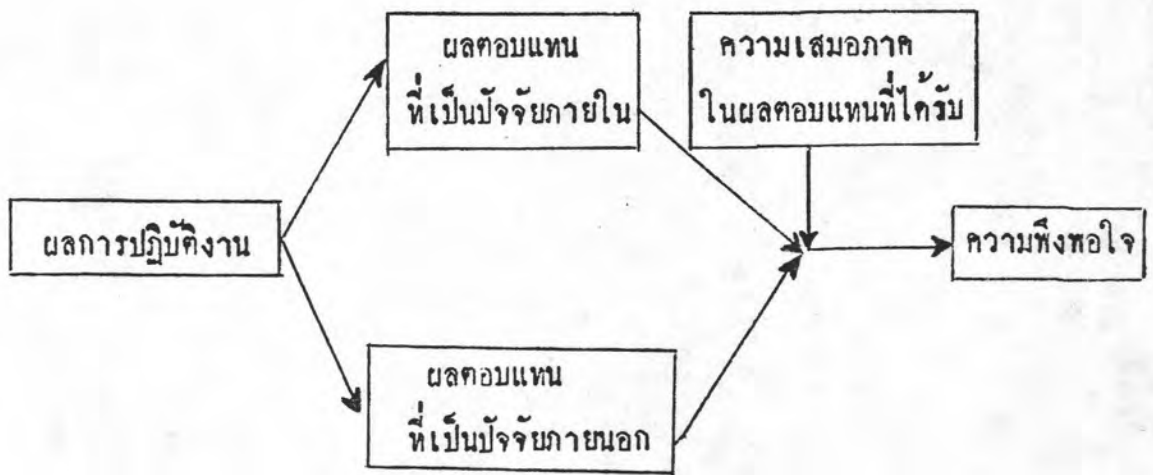 ผลตอบแทน
ที่เป็นปัจจัยภายใน
ความเสมอภาค
ในผลตอบแทนที่ได้รับ
ผลการปฏิบัติงาน
ความพึงพอใจ
ผลตอบแทน
ที่เป็นปัจจัยภายนอก